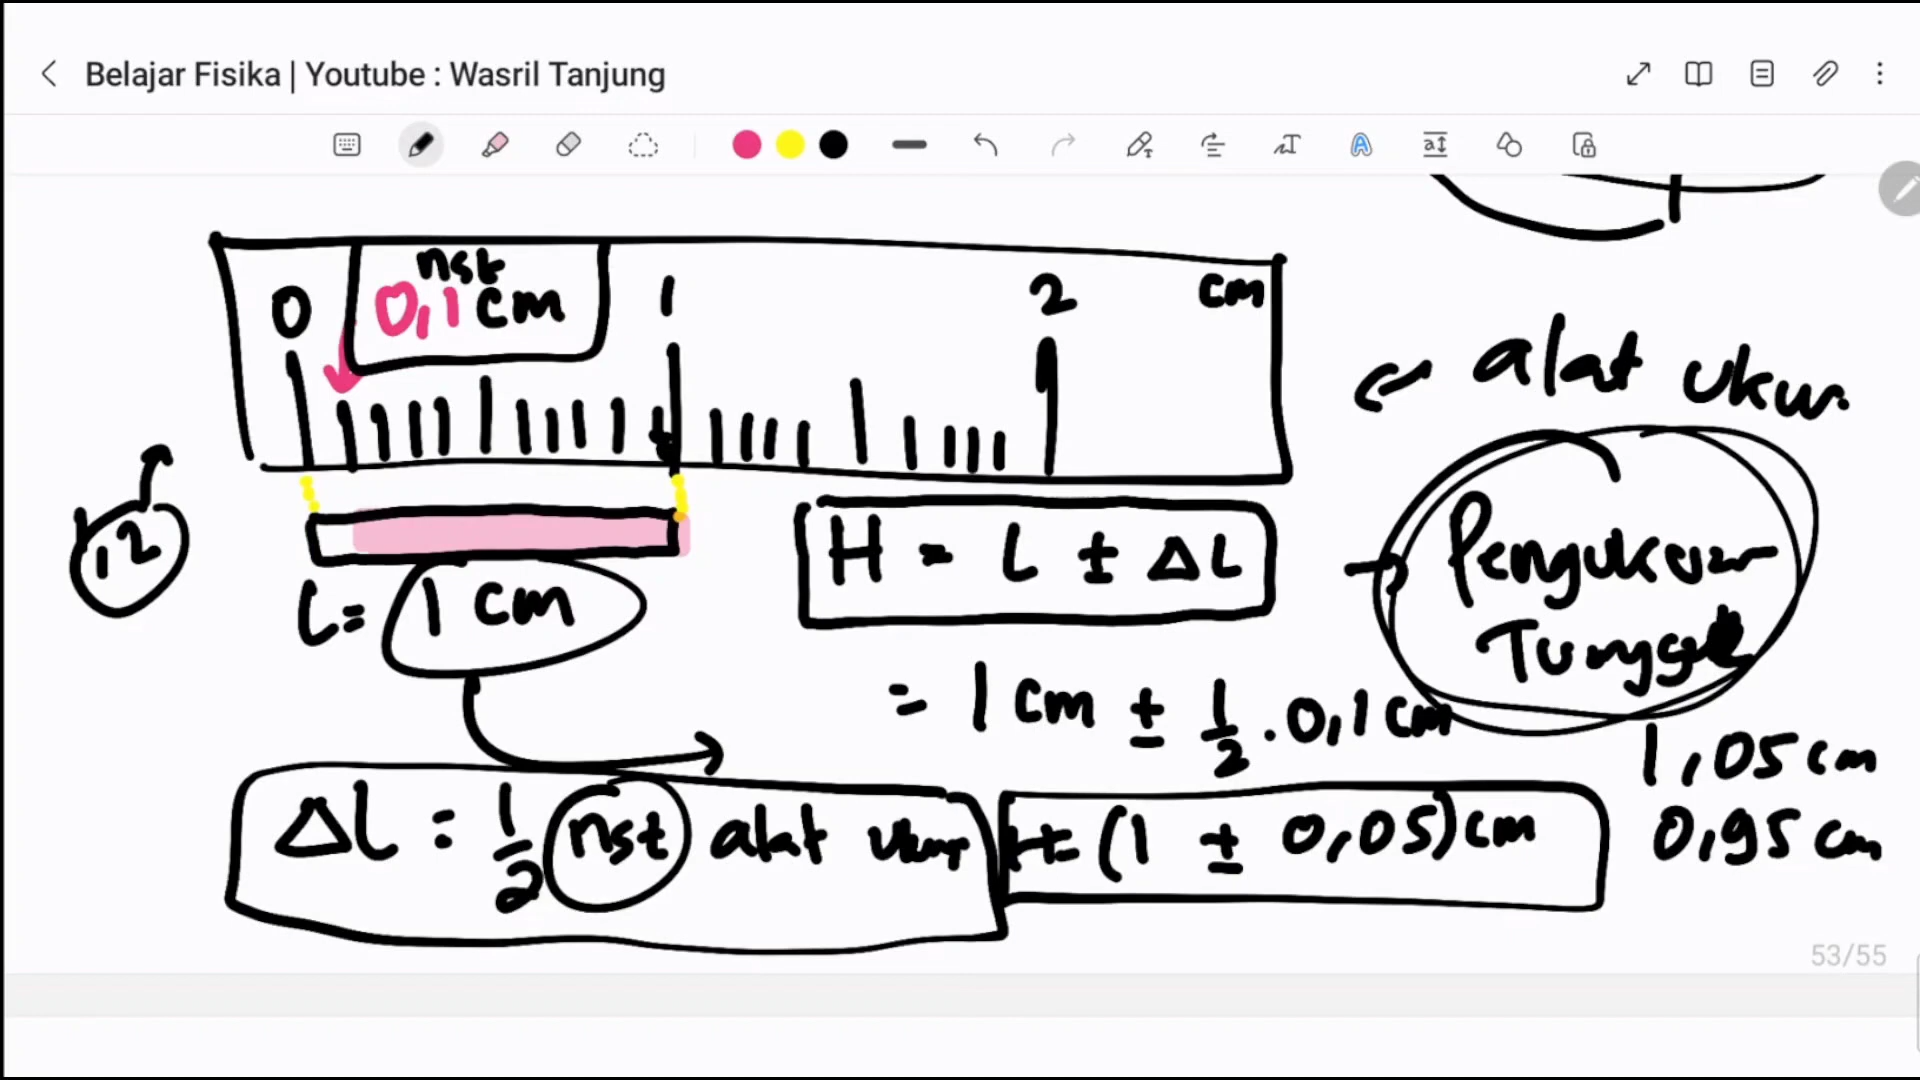 Belajar Fisika | Youtube : Wasril Tanjung
nst
0 0,1 cm 1 2 cm
alat ukur
1,2
H = L ± ΔL
Pengukuran
Tunggal
L = 1 cm
= 1 cm ± 1/2 . 0,1 cm
1,05 cm
ΔL = 1/2 nst alat ukur
H = (1 ± 0,05) cm
0,95 cm
53/55